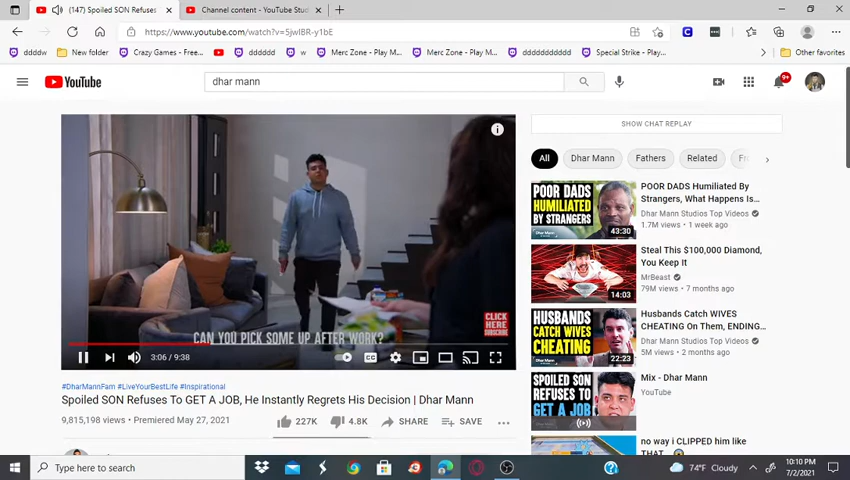 (147) Spoiled SON Refuses
Channel content - YouTube Stu
https://www.youtube.com/watch?v=5jwIBR-y1bE
ddddw
New folder
Crazy Games - Free...
dddddd
w
Merc Zone - Play M...
Merc Zone - Play M...
dddddddddd
Special Strike - Play...
Other favorites
YouTube
dhar mann
9+
SHOW CHAT REPLAY
All
Dhar Mann
Fathers
Related
CAN YOU PICK SOME UP AFTER WORK?
CLICK
HERE
SUBSCRIBE
3:06 / 9:38
CC
#DharMannFam #LiveYourBestLife #Inspirational
Spoiled SON Refuses To GET A JOB, He Instantly Regrets His Decision | Dhar Mann
9,815,198 views • Premiered May 27, 2021
227K
4.8K
SHARE
SAVE
POOR DADS
HUMILIATED
BY STRANGERS
43:30
POOR DADS Humiliated By
Strangers, What Happens Is...
Dhar Mann Studios Top Videos
1.7M views • 1 week ago
14:03
Steal This $100,000 Diamond,
You Keep It
MrBeast
79M views • 7 months ago
HUSBANDS
CATCH WIVES
CHEATING
22:23
Husbands Catch WIVES
CHEATING On Them, ENDING...
Dhar Mann Studios Top Videos
5M views • 2 months ago
SPOILED SON
REFUSES TO
GET A JOB
Mix - Dhar Mann
YouTube
no way i CLIPPED him like
THAT
Type here to search
74°F Cloudy
10:10 PM
7/2/2021